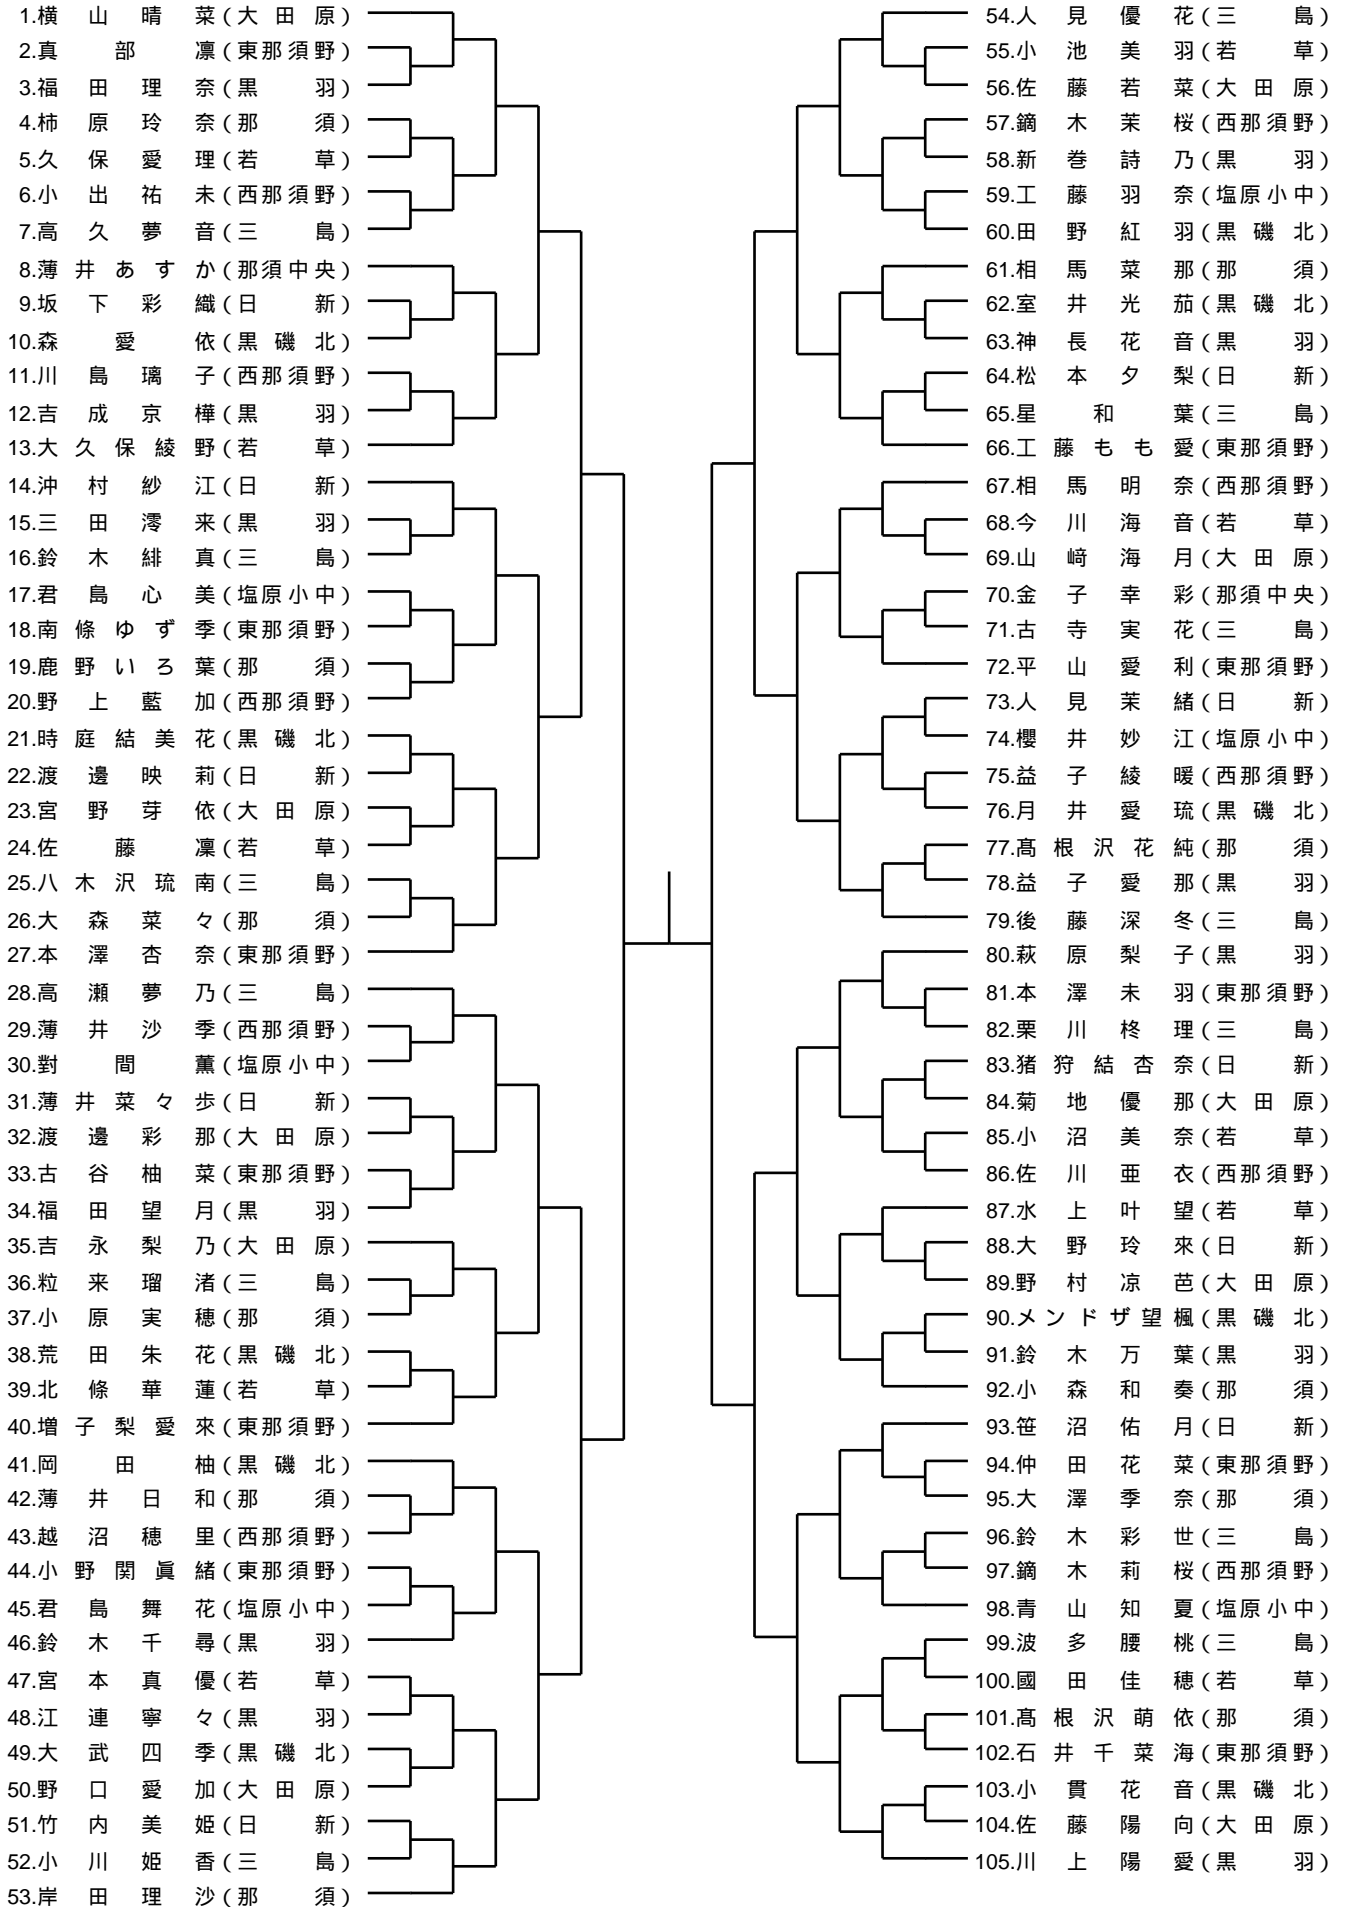 1.横山晴菜(大田原)
2.真部凛(東那須野)
3.福田理奈(黒羽)
4.柿原玲奈(那須)
5.久保愛理(若草)
6.小出祐未(西那須野)
7.高久夢音(三島)
8.薄井あすか(那須中央)
9.坂下彩織(日新)
10.森愛依(黒磯北)
11.川島璃子(西那須野)
12.吉成京樺(黒羽)
13.大久保綾野(若草)
14.沖村紗江(日新)
15.三田澪来(黒羽)
16.鈴木緋真(三島)
17.君島心美(塩原小中)
18.南條ゆず季(東那須野)
19.鹿野いろ葉(那須)
20.野上藍加(西那須野)
21.時庭結美花(黒磯北)
22.渡邊映莉(日新)
23.宮野芽依(大田原)
24.佐藤凜(若草)
25.八木沢琉南(三島)
26.大森菜々(那須)
27.本澤杏奈(東那須野)
28.高瀬夢乃(三島)
29.薄井沙季(西那須野)
30.對間薫(塩原小中)
31.薄井菜々歩(日新)
32.渡邊彩那(大田原)
33.古谷柚菜(東那須野)
34.福田望月(黒羽)
35.吉永梨乃(大田原)
36.粒来瑠渚(三島)
37.小原実穂(那須)
38.荒田朱花(黒磯北)
39.北條華蓮(若草)
40.増子梨愛來(東那須野)
41.岡田柚(黒磯北)
42.薄井日和(那須)
43.越沼穂里(西那須野)
44.小野関眞緒(東那須野)
45.君島舞花(塩原小中)
46.鈴木千尋(黒羽)
47.宮本真優(若草)
48.江連寧々(黒羽)
49.大武四季(黒磯北)
50.野口愛加(大田原)
51.竹内美姫(日新)
52.小川姫香(三島)
53.岸田理沙(那須)
54.人見優花(三島)
55.小池美羽(若草)
56.佐藤若菜(大田原)
57.鏑木茉桜(西那須野)
58.新巻詩乃(黒羽)
59.工藤羽奈(塩原小中)
60.田野紅羽(黒磯北)
61.相馬菜那(那須)
62.室井光茄(黒磯北)
63.神長花音(黒羽)
64.松本夕梨(日新)
65.星和葉(三島)
66.工藤もも愛(東那須野)
67.相馬明奈(西那須野)
68.今川海音(若草)
69.山﨑海月(大田原)
70.金子幸彩(那須中央)
71.古寺実花(三島)
72.平山愛利(東那須野)
73.人見茉緒(日新)
74.櫻井妙江(塩原小中)
75.益子綾暖(西那須野)
76.月井愛琉(黒磯北)
77.髙根沢花純(那須)
78.益子愛那(黒羽)
79.後藤深冬(三島)
80.萩原梨子(黒羽)
81.本澤未羽(東那須野)
82.栗川柊理(三島)
83.猪狩結杏奈(日新)
84.菊地優那(大田原)
85.小沼美奈(若草)
86.佐川亜衣(西那須野)
87.水上叶望(若草)
88.大野玲來(日新)
89.野村凉芭(大田原)
90.メンドザ望楓(黒磯北)
91.鈴木万葉(黒羽)
92.小森和奏(那須)
93.笹沼佑月(日新)
94.仲田花菜(東那須野)
95.大澤季奈(那須)
96.鈴木彩世(三島)
97.鏑木莉桜(西那須野)
98.青山知夏(塩原小中)
99.波多腰桃(三島)
100.國田佳穂(若草)
101.髙根沢萌依(那須)
102.石井千菜海(東那須野)
103.小貫花音(黒磯北)
104.佐藤陽向(大田原)
105.川上陽愛(黒羽)